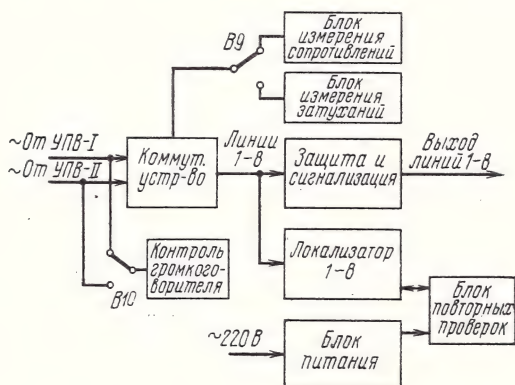 В9
Блок
измерения
сопротивлений
Блок
измерения
затуханий
~От УПВ-I
~От УПВ-II
Коммут.
устр-во
Линии
1-8
Защита и
сигнализация
Выход
линий 1-8
Контроль
громкого-
ворителя
В10
Локализатор
1-8
Блок
повторных
проверок
~220 В
Блок
питания